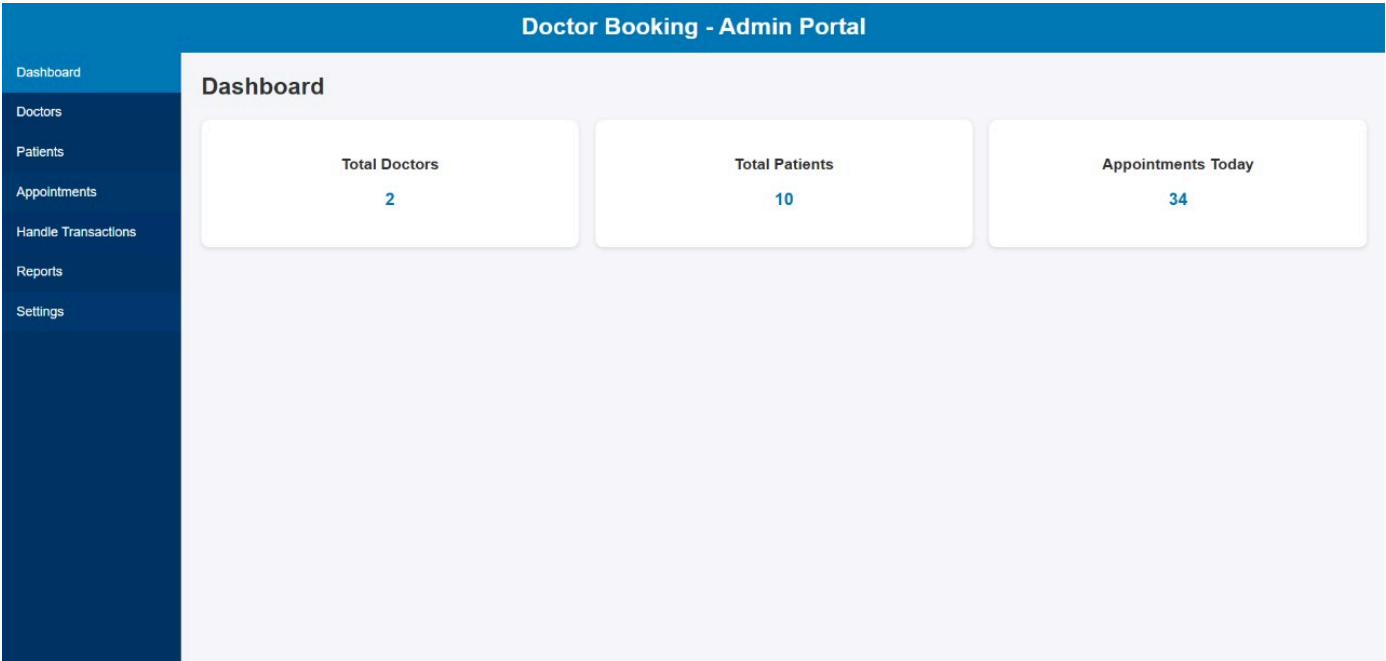 Doctor Booking - Admin Portal
Dashboard
Doctors
Patients
Appointments
Handle Transactions
Reports
Settings
Dashboard
Total Doctors
2
Total Patients
10
Appointments Today
34